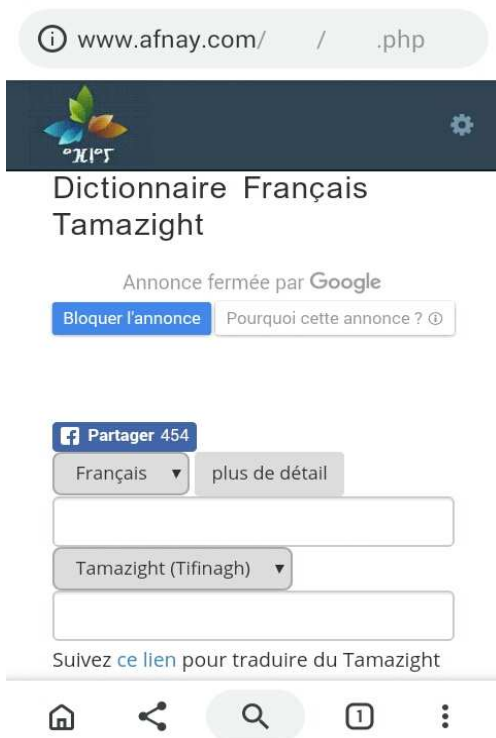 www.afnay.com/ / .php
ⴰⴼⵏⴰⵢ
Dictionnaire Français
Tamazight
Annonce fermée par Google
Bloquer l'annonce Pourquoi cette annonce ?
Partager 454
Français plus de détail
Tamazight (Tifinagh)
Suivez ce lien pour traduire du Tamazight
1